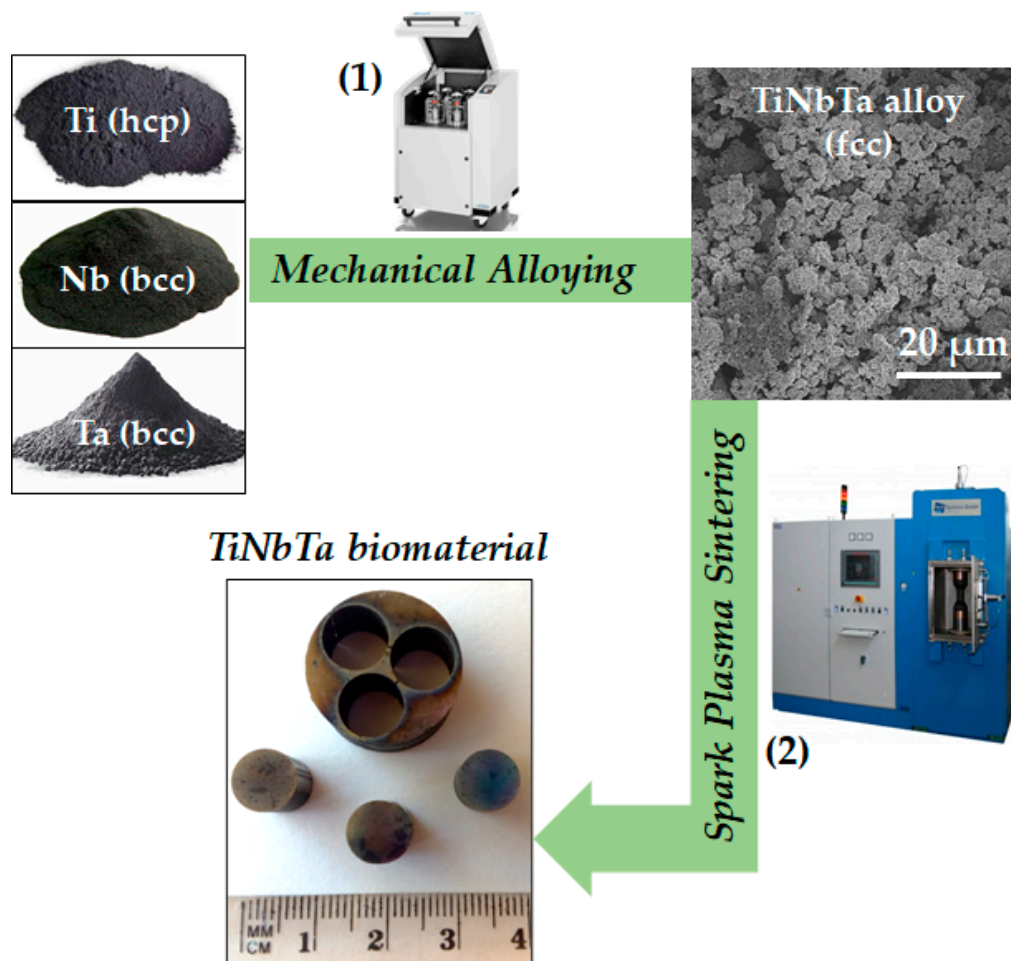 Ti (hcp)
Nb (bcc)
Ta (bcc)
(1)
Mechanical Alloying
TiNbTa alloy
(fcc)
20 μm
Spark Plasma Sintering
(2)
TiNbTa biomaterial
MM
CM 1 2 3 4